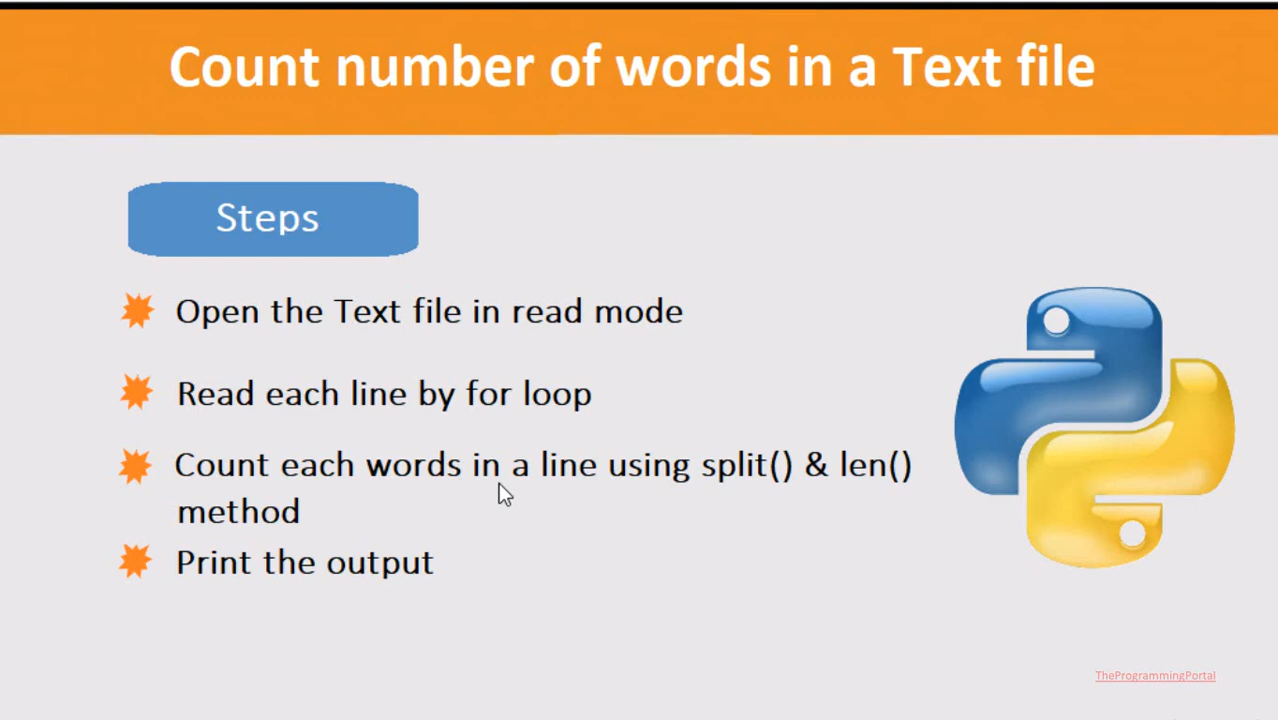 Count number of words in a Text file
Steps
Open the Text file in read mode
Read each line by for loop
Count each words in a line using split() & len()
method
Print the output
TheProgrammingPortal